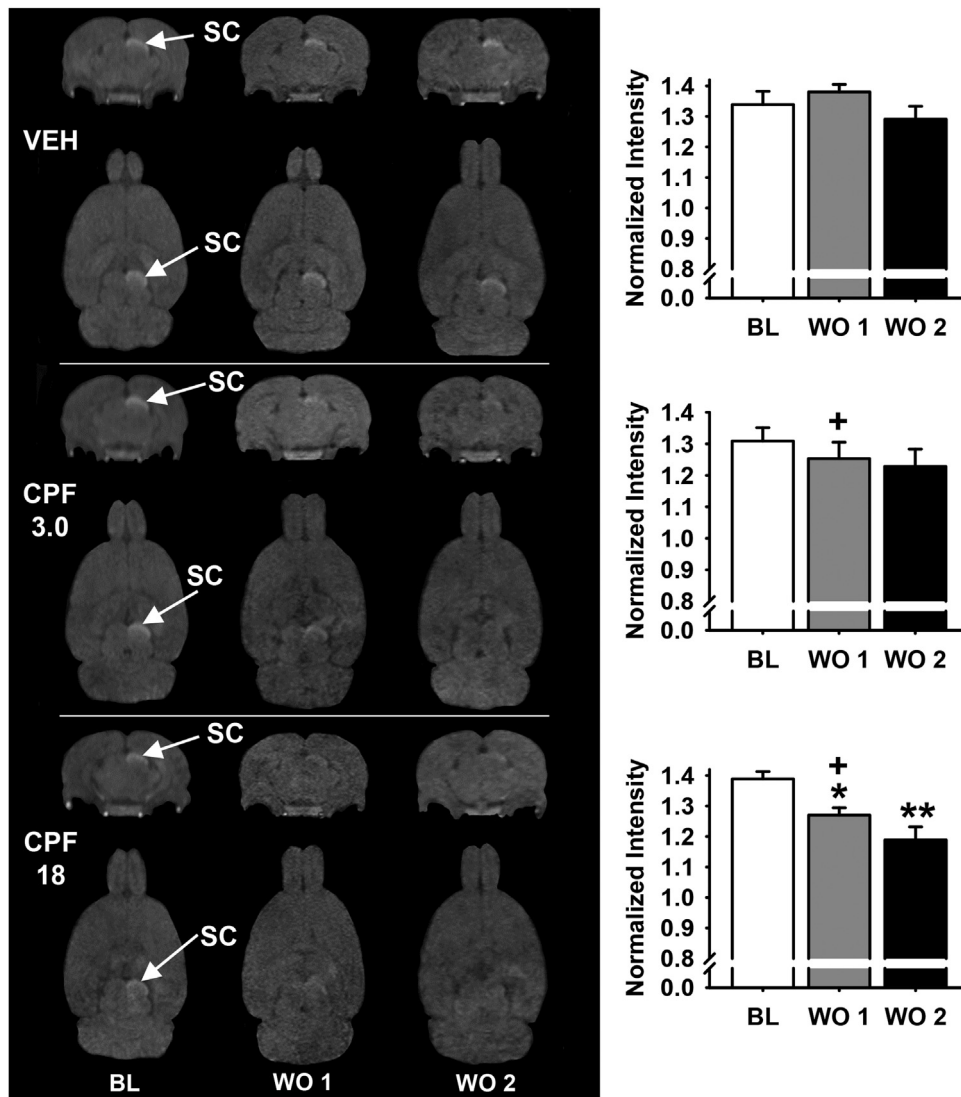 SC
VEH
SC
SC
CPF
3.0
SC
SC
CPF
18
SC
BL WO 1 WO 2
Normalized Intensity
1.4
1.3
1.2
1.1
1.0
0.9
0.8
0.0
BL WO 1 WO 2
Normalized Intensity
1.4
1.3
1.2
1.1
1.0
0.9
0.8
0.0
+
BL WO 1 WO 2
Normalized Intensity
1.4
1.3
1.2
1.1
1.0
0.9
0.8
0.0
+
* **
BL WO 1 WO 2